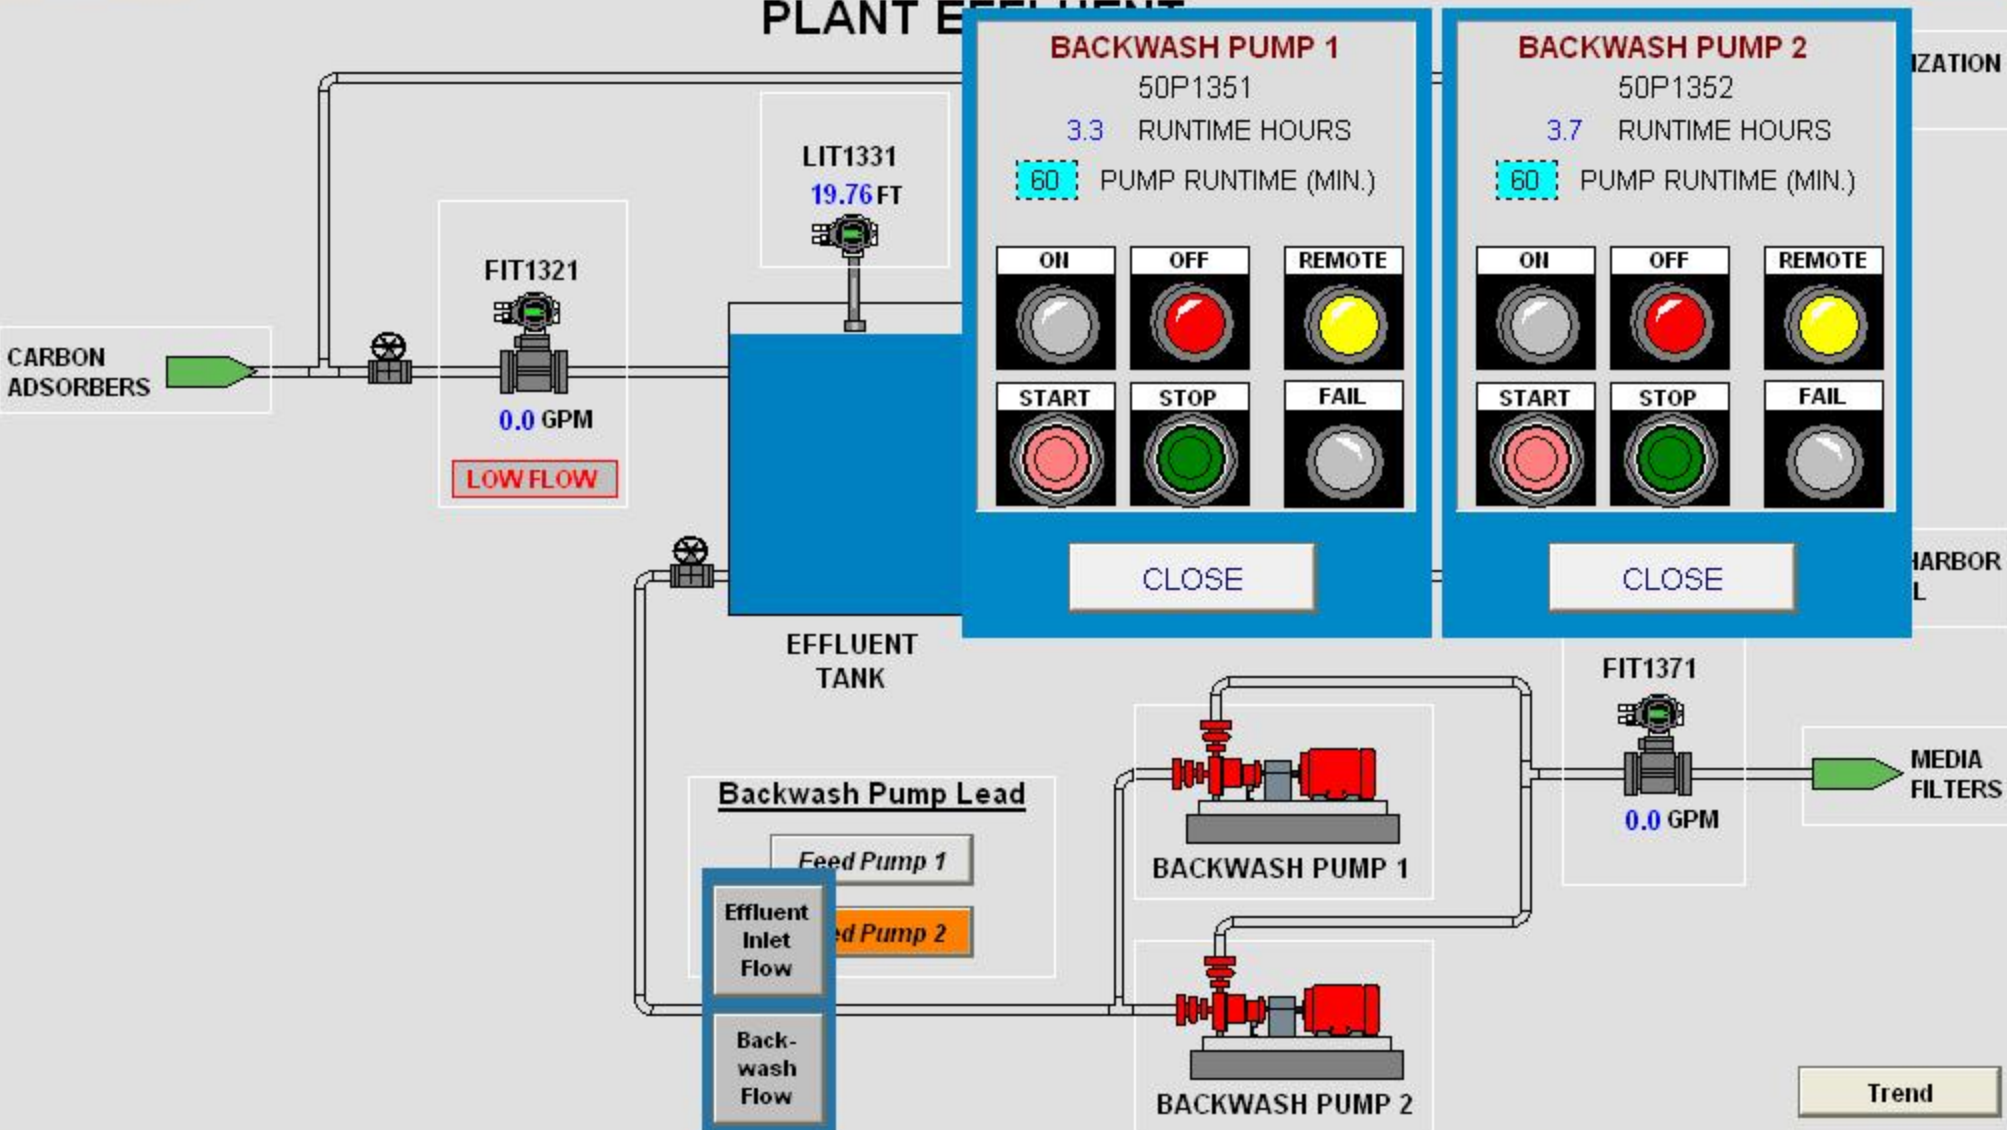 PLANT EFFLUENT
BACKWASH PUMP 1
50P1351
3.3 RUNTIME HOURS
60 PUMP RUNTIME (MIN.)
ON OFF REMOTE
START STOP FAIL
CLOSE
BACKWASH PUMP 2
50P1352
3.7 RUNTIME HOURS
60 PUMP RUNTIME (MIN.)
ON OFF REMOTE
START STOP FAIL
CLOSE
IZATION
LIT1331
19.76 FT
FIT1321
0.0 GPM
LOW FLOW
CARBON
ADSORBERS
HARBOR
L
EFFLUENT
TANK
FIT1371
0.0 GPM
MEDIA
FILTERS
Backwash Pump Lead
Feed Pump 1
ed Pump 2
Effluent
Inlet
Flow
Back-
wash
Flow
BACKWASH PUMP 1
BACKWASH PUMP 2
Trend